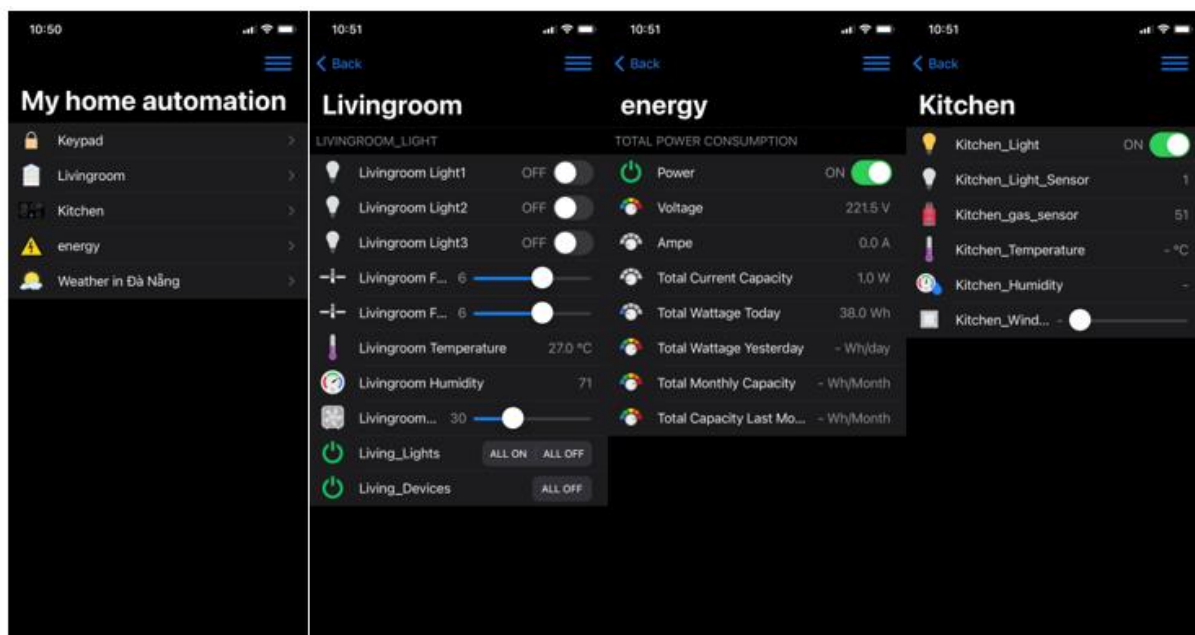 10:50
My home automation
Keypad
Livingroom
Kitchen
energy
Weather in Đà Nẵng
10:51
Back
Livingroom
LIVINGROOM_LIGHT
Livingroom Light1 OFF
Livingroom Light2 OFF
Livingroom Light3 OFF
Livingroom F... 6
Livingroom F... 6
Livingroom Temperature 27.0 °C
Livingroom Humidity 71
Livingroom... 30
Living_Lights ALL ON ALL OFF
Living_Devices ALL OFF
10:51
Back
energy
TOTAL POWER CONSUMPTION
Power ON
Voltage 221.5 V
Ampe 0.0 A
Total Current Capacity 1.0 W
Total Wattage Today 38.0 Wh
Total Wattage Yesterday - Wh/day
Total Monthly Capacity - Wh/Month
Total Capacity Last Mo... - Wh/Month
10:51
Back
Kitchen
Kitchen_Light ON
Kitchen_Light_Sensor 1
Kitchen_gas_sensor 51
Kitchen_Temperature - °C
Kitchen_Humidity -
Kitchen_Wind... -